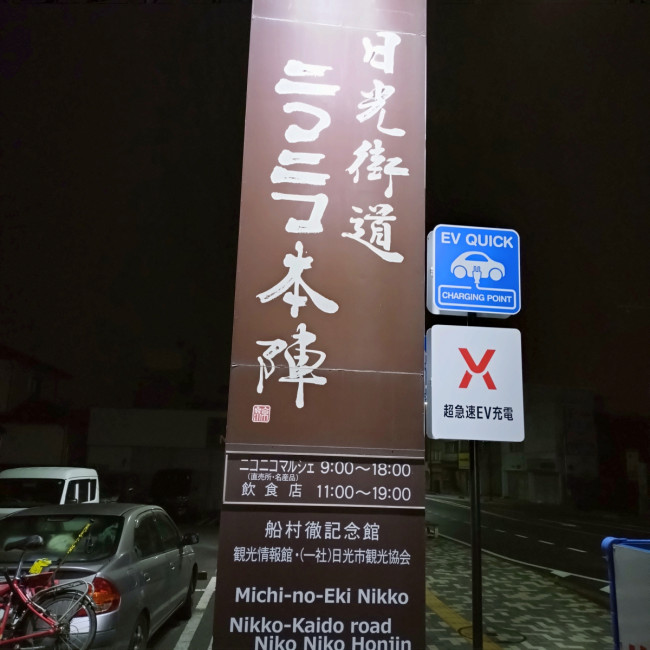 日光街道
ニコニコ本陣
ニコニコマルシェ 9:00～18:00
(直売所・名産品)
飲食店 11:00～19:00
船村徹記念館
観光情報館・(一社)日光市観光協会
Michi-no-Eki Nikko
Nikko-Kaido road
Niko Niko Honjin
EV QUICK
CHARGING POINT
超急速EV充電